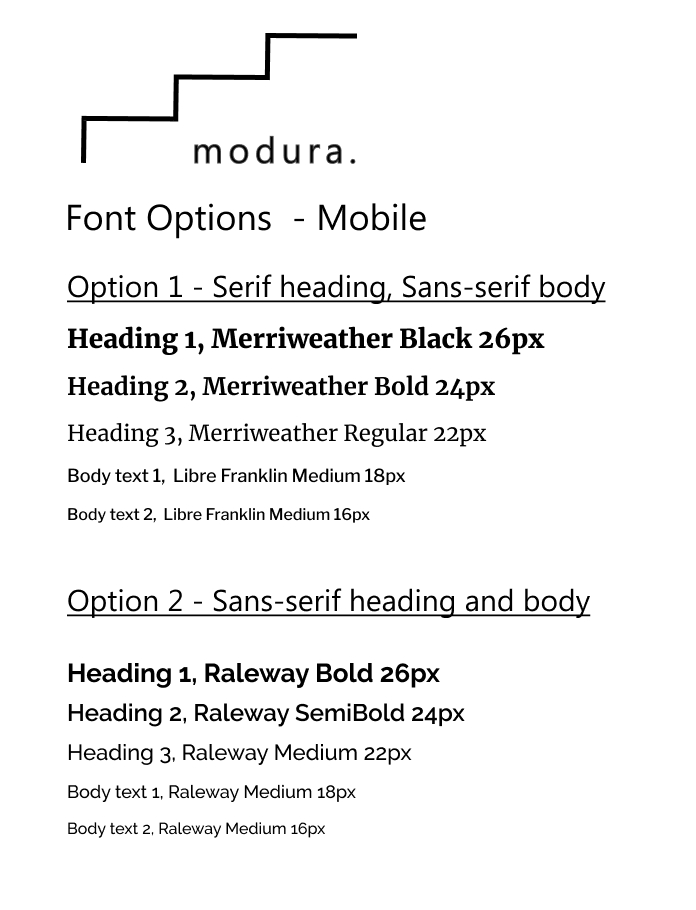 modura.
Font Options - Mobile
Option 1 - Serif heading, Sans-serif body
Heading 1, Merriweather Black 26px
Heading 2, Merriweather Bold 24px
Heading 3, Merriweather Regular 22px
Body text 1, Libre Franklin Medium 18px
Body text 2, Libre Franklin Medium 16px
Option 2 - Sans-serif heading and body
Heading 1, Raleway Bold 26px
Heading 2, Raleway SemiBold 24px
Heading 3, Raleway Medium 22px
Body text 1, Raleway Medium 18px
Body text 2, Raleway Medium 16px